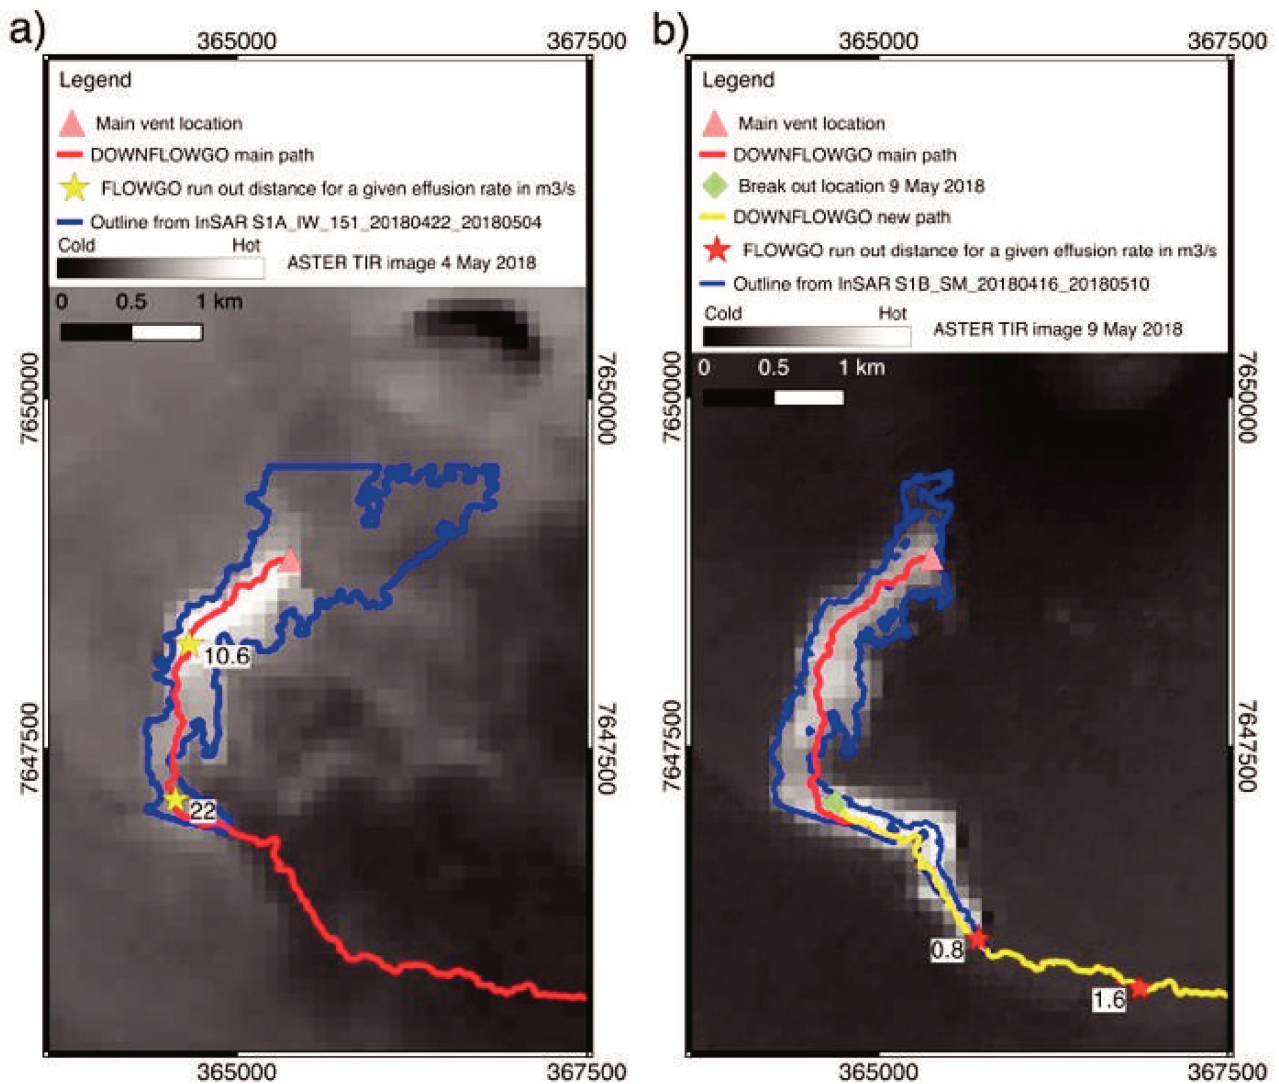 a)
365000 367500
Legend
Main vent location
DOWNFLOWGO main path
FLOWGO run out distance for a given effusion rate in m3/s
Outline from InSAR S1A_IW_151_20180422_20180504
Cold Hot
ASTER TIR image 4 May 2018
0 0.5 1 km
7650000 7650000
10.6
7647500 7647500
22
365000 367500
b)
365000 367500
Legend
Main vent location
DOWNFLOWGO main path
Break out location 9 May 2018
DOWNFLOWGO new path
FLOWGO run out distance for a given effusion rate in m3/s
Outline from InSAR S1B_SM_20180416_20180510
Cold Hot
ASTER TIR image 9 May 2018
0 0.5 1 km
7650000 7650000
7647500 7647500
0.8
1.6
365000 367500